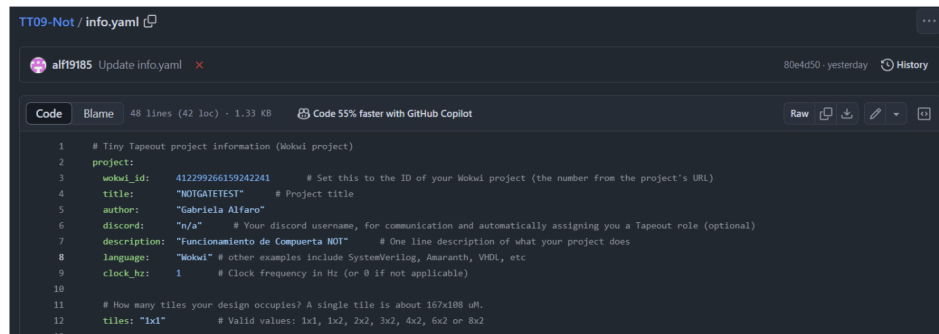 TT09-Not / info.yaml
alf19185 Update info.yaml
80e4d50 · yesterday History
Code Blame 48 lines (42 loc) · 1.33 KB Code 55% faster with GitHub Copilot Raw
1 # Tiny Tapeout project information (Wokwi project)
2 project:
3 wokwi_id: 412299266159242241 # Set this to the ID of your Wokwi project (the number from the project's URL)
4 title: "NOTGATETEST" # Project title
5 author: "Gabriela Alfaro"
6 discord: "n/a" # Your discord username, for communication and automatically assigning you a Tapeout role (optional)
7 description: "Funcionamiento de Compuerta NOT" # One line description of what your project does
8 language: "Wokwi" # other examples include SystemVerilog, Amaranth, VHDL, etc
9 clock_hz: 1 # Clock frequency in Hz (or 0 if not applicable)
10
11 # How many tiles your design occupies? A single tile is about 167x108 uM.
12 tiles: "1x1" # Valid values: 1x1, 1x2, 2x2, 3x2, 4x2, 6x2 or 8x2